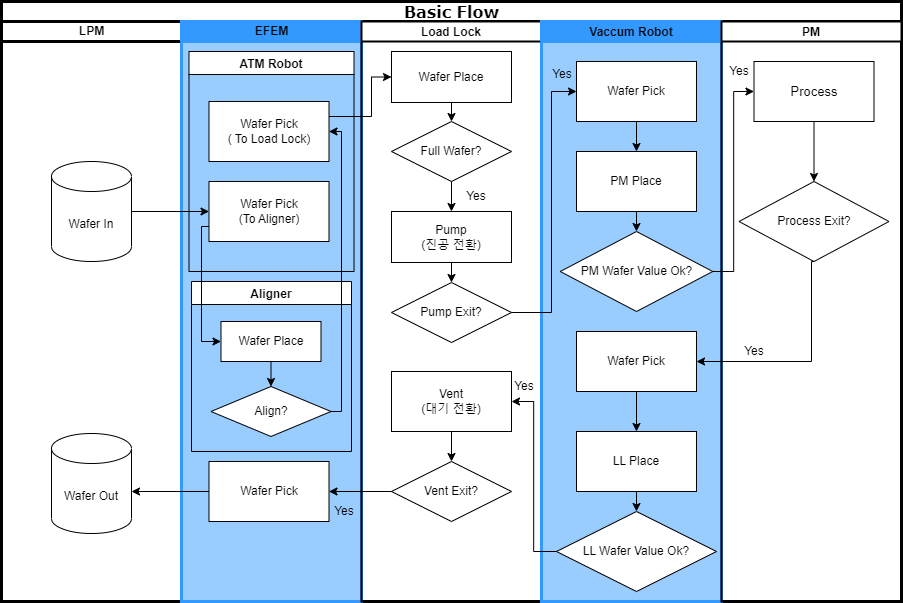 Basic Flow
LPM
EFEM
Load Lock
Vaccum Robot
PM
ATM Robot
Wafer Pick
( To Load Lock)
Wafer In
Wafer Pick
(To Aligner)
Aligner
Wafer Place
Align?
Wafer Place
Full Wafer?
Yes
Pump
(진공 전환)
Pump Exit?
Yes
Wafer Pick
PM Place
PM Wafer Value Ok?
Yes
Process
Process Exit?
Yes
Wafer Pick
LL Place
LL Wafer Value Ok?
Yes
Vent
(대기 전환)
Vent Exit?
Yes
Wafer Pick
Wafer Out